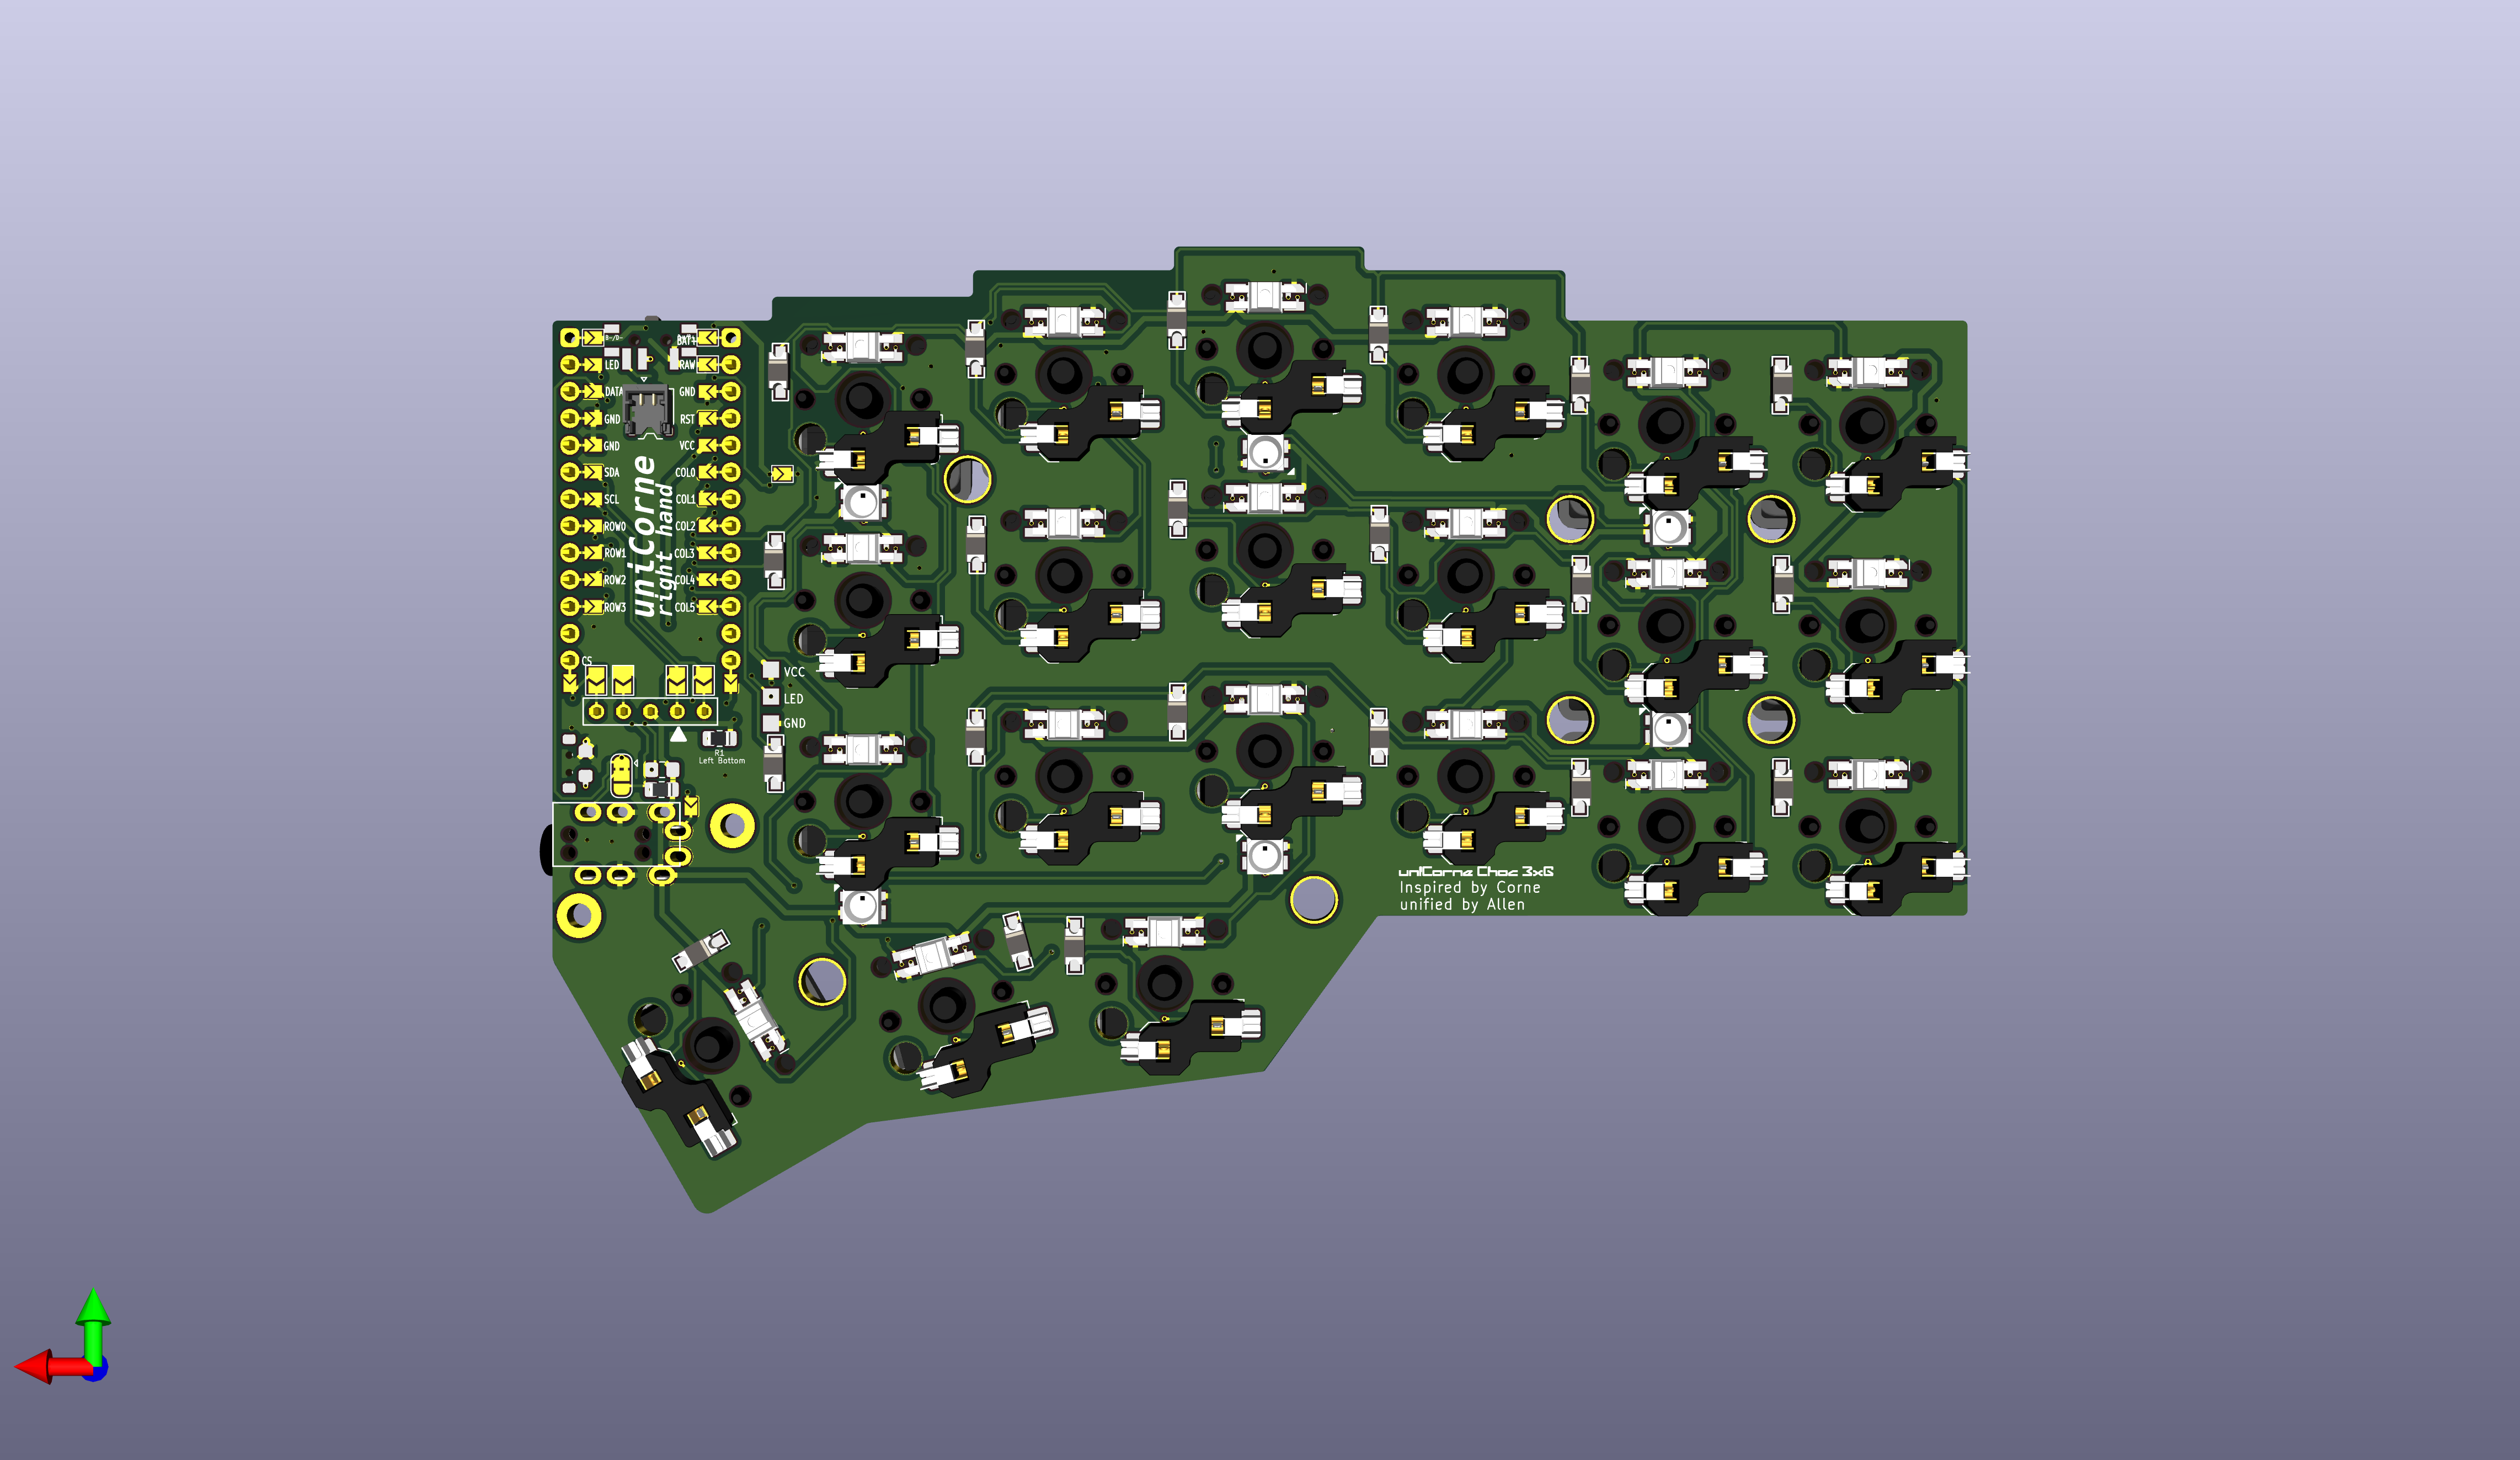 BAT+
LED
RAW
DATA
GND
GND
RST
GND
VCC
SDA
COL0
SCL
COL1
ROW0
COL2
ROW1
COL3
ROW2
COL4
ROW3
COL5
uniCorne
right hand
CS
VCC
LED
GND
R1
Left Bottom
uniCorne Choc 3x6
Inspired by Corne
unified by Allen